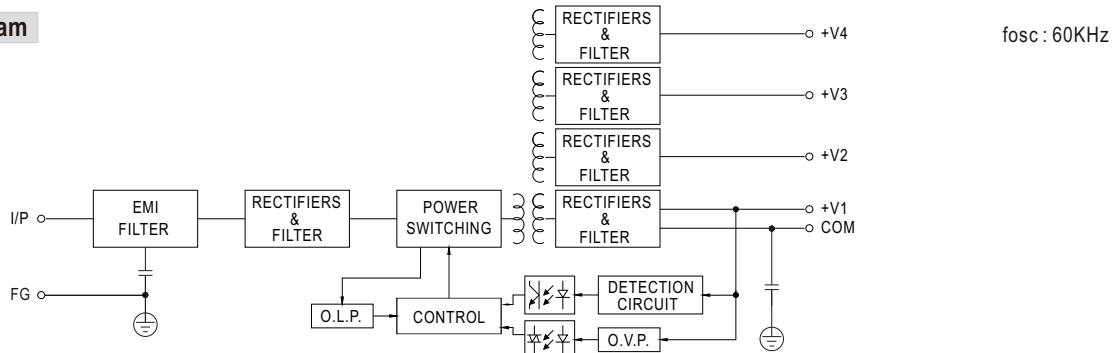 am
fosc : 60KHz
RECTIFIERS
&
FILTER
+V4
RECTIFIERS
&
FILTER
+V3
RECTIFIERS
&
FILTER
+V2
I/P
EMI
FILTER
RECTIFIERS
&
FILTER
POWER
SWITCHING
RECTIFIERS
&
FILTER
+V1
COM
FG
O.L.P.
CONTROL
DETECTION
CIRCUIT
O.V.P.